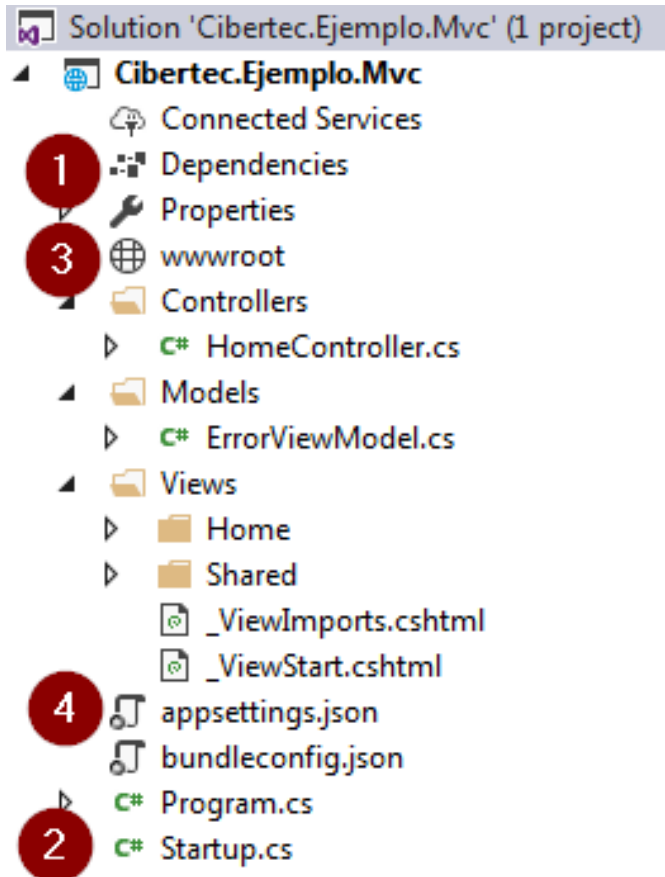 Solution 'Cibertec.Ejemplo.Mvc' (1 project)
Cibertec.Ejemplo.Mvc
Connected Services
1 Dependencies
Properties
3 wwwroot
Controllers
C# HomeController.cs
Models
C# ErrorViewModel.cs
Views
Home
Shared
_ViewImports.cshtml
_ViewStart.cshtml
4 appsettings.json
bundleconfig.json
C# Program.cs
2 C# Startup.cs